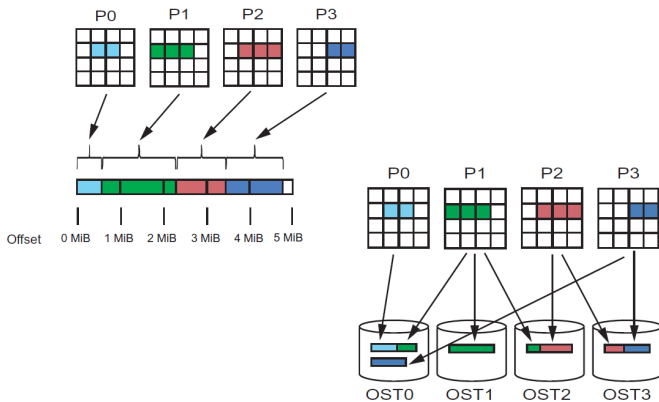 P0 P1 P2 P3
Offset 0 MiB 1 MiB 2 MiB 3 MiB 4 MiB 5 MiB
P0 P1 P2 P3
OST0 OST1 OST2 OST3